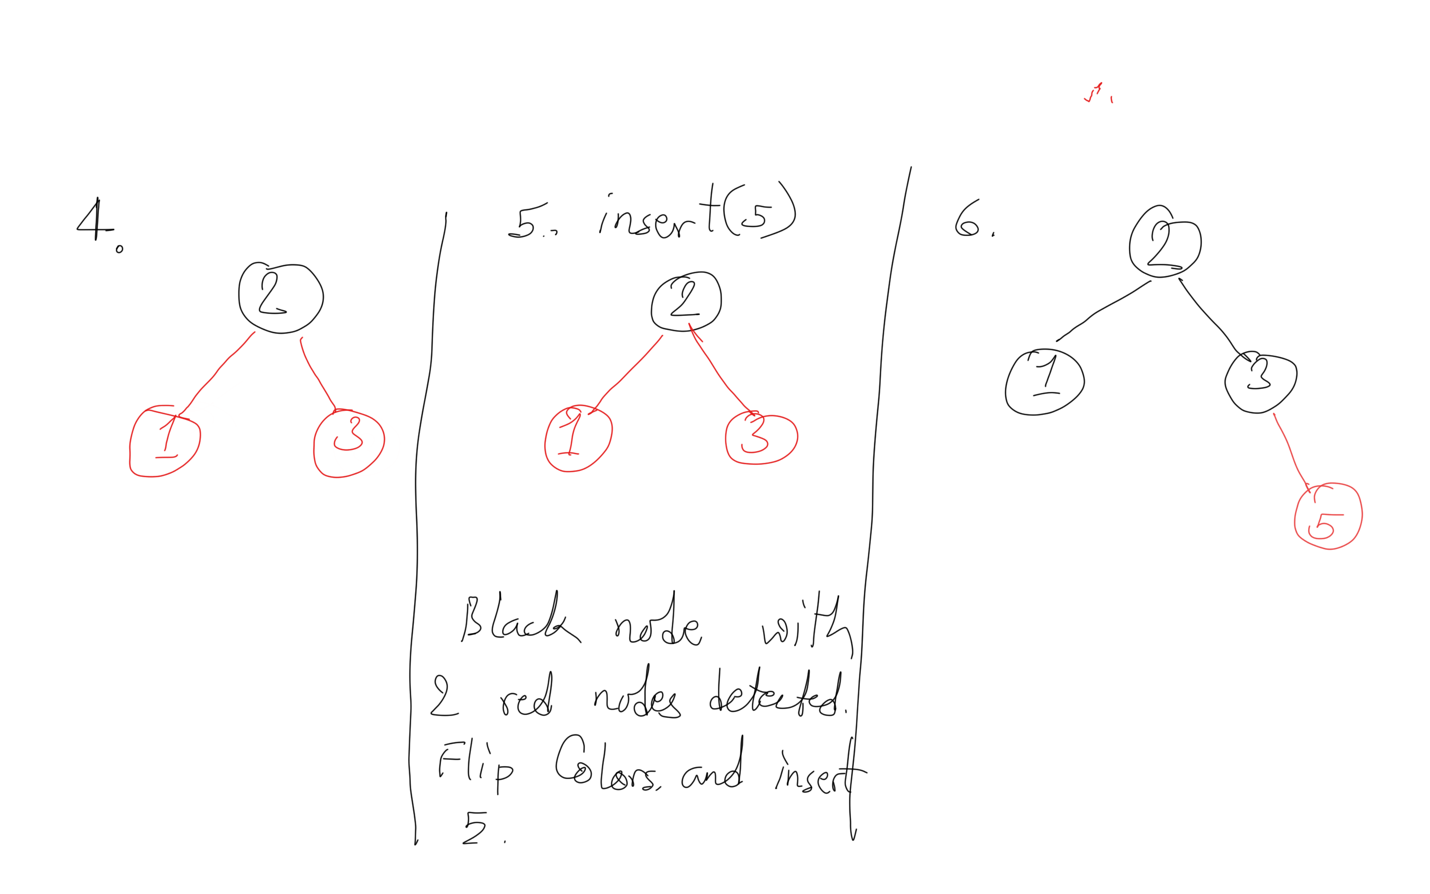 4.
2
1 3
5. insert(5)
2
1 3
Black node with
2 red nodes detected.
Flip Colors. and insert
5.
6.
2
1 3
5